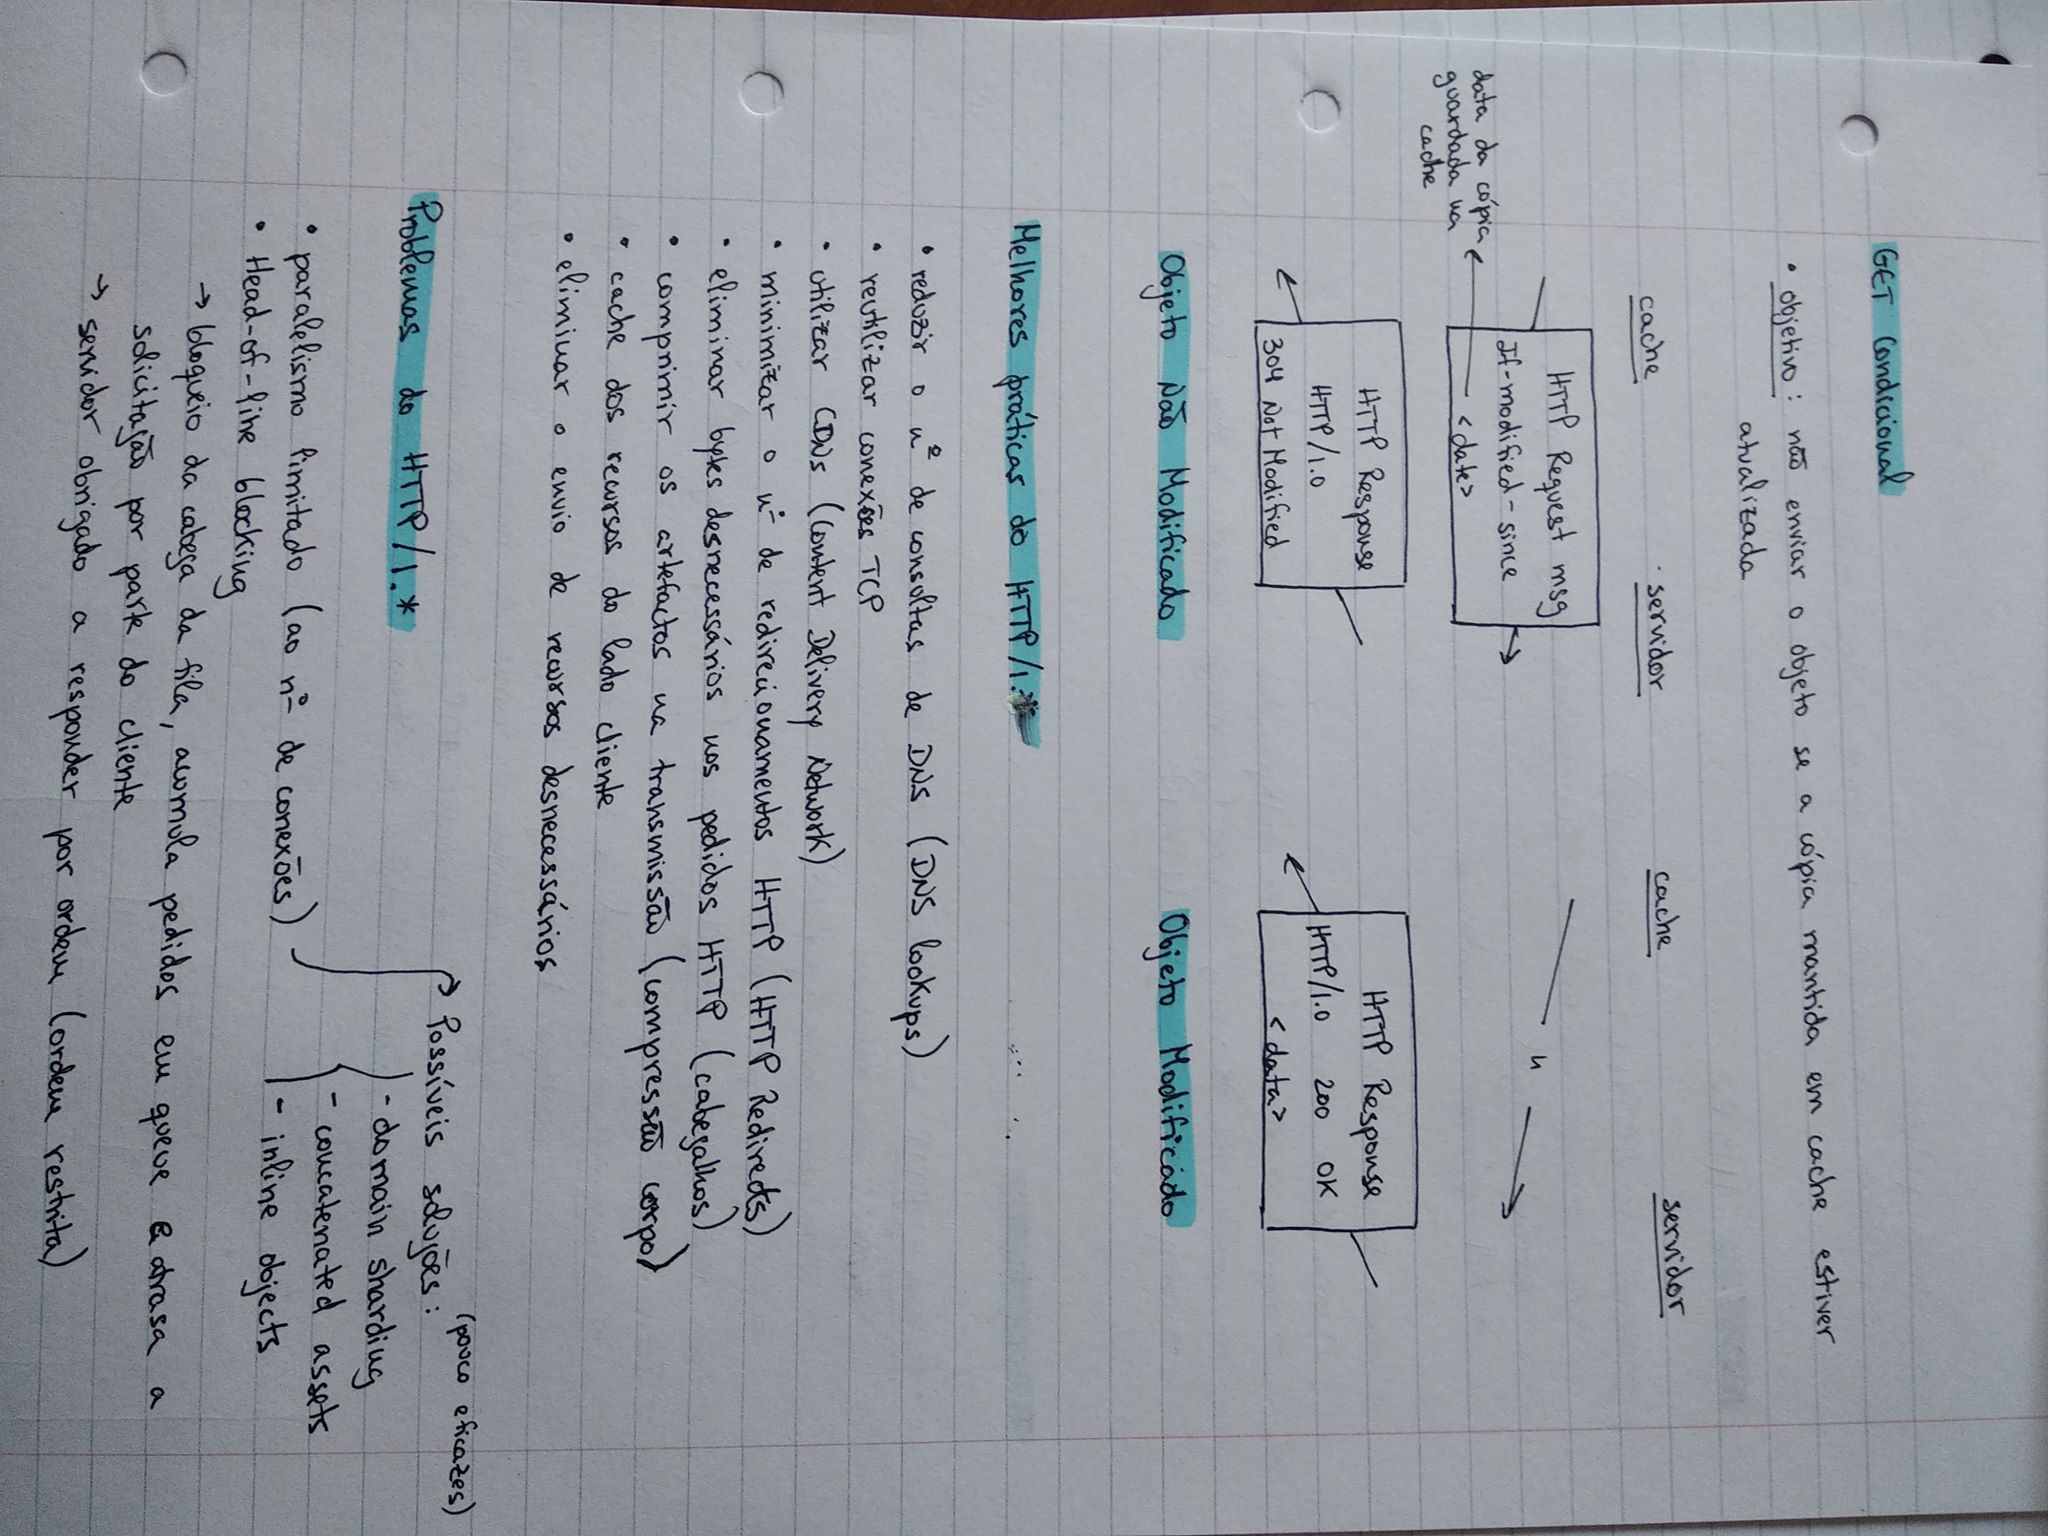 GET Condicional
• objetivo: não enviar o objeto se a cópia mantida em cache estiver
atualizada
cache servidor cache servidor
HTTP Request msg
If-modified-since
<date>
data da cópia
guardada na
cache
"
HTTP Response
HTTP/1.0
304 Not Modified
HTTP Response
HTTP/1.0 200 OK
<data>
Objeto Não Modificado
Objeto Modificado
Melhores práticas do HTTP/1.*
• reduzir o nº de consultas de DNS (DNS lookups)
• reutilizar conexões TCP
• utilizar CDNs (Content Delivery Network)
• minimizar o nº de redirecionamentos HTTP (HTTP Redirects)
• eliminar bytes desnecessários nos pedidos HTTP (cabeçalhos)
• comprimir os artefactos na transmissão (compressão corpo)
• cache dos recursos do lado cliente
• eliminar o envio de recursos desnecessários
Problemas do HTTP/1.*
• paralelismo limitado (ao nº de conexões)
→ Possíveis soluções: (pouco eficazes)
- domain sharding
- concatenated assets
- inline objects
• Head-of-line blocking
→ bloqueio da cabeça da fila, acumula pedidos em queue e atrasa a
solicitação por parte do cliente
→ servidor obrigado a responder por ordem (ordem restrita)